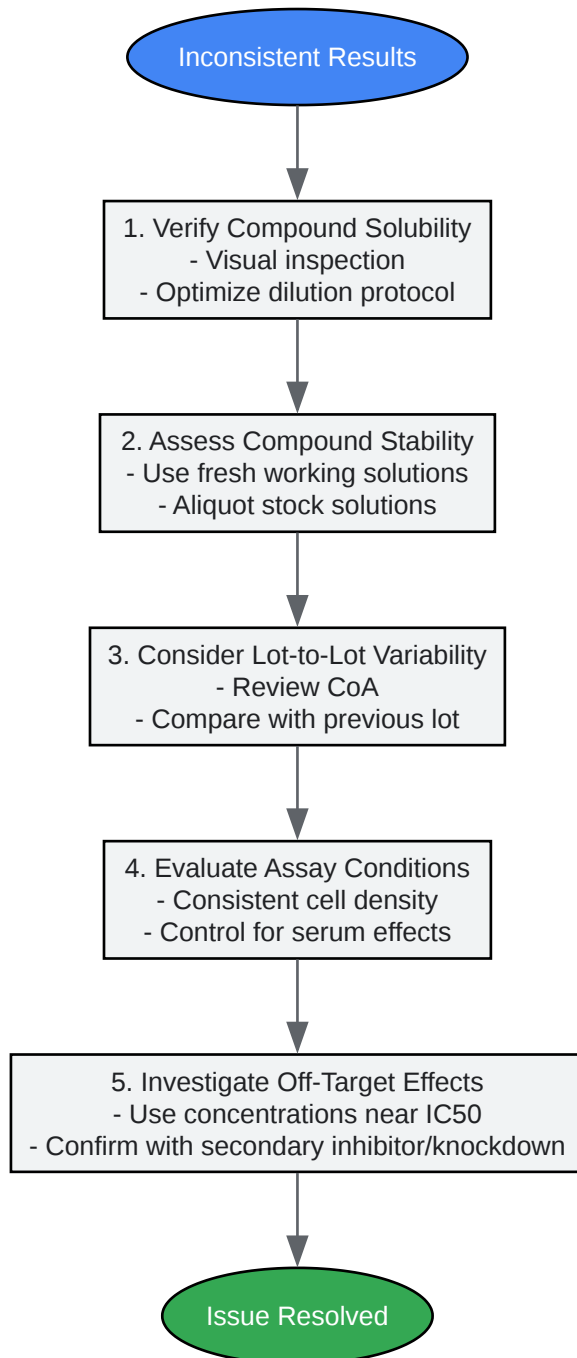 Inconsistent Results
1. Verify Compound Solubility
- Visual inspection
- Optimize dilution protocol
2. Assess Compound Stability
- Use fresh working solutions
- Aliquot stock solutions
3. Consider Lot-to-Lot Variability
- Review CoA
- Compare with previous lot
4. Evaluate Assay Conditions
- Consistent cell density
- Control for serum effects
5. Investigate Off-Target Effects
- Use concentrations near IC50
- Confirm with secondary inhibitor/knockdown
Issue Resolved